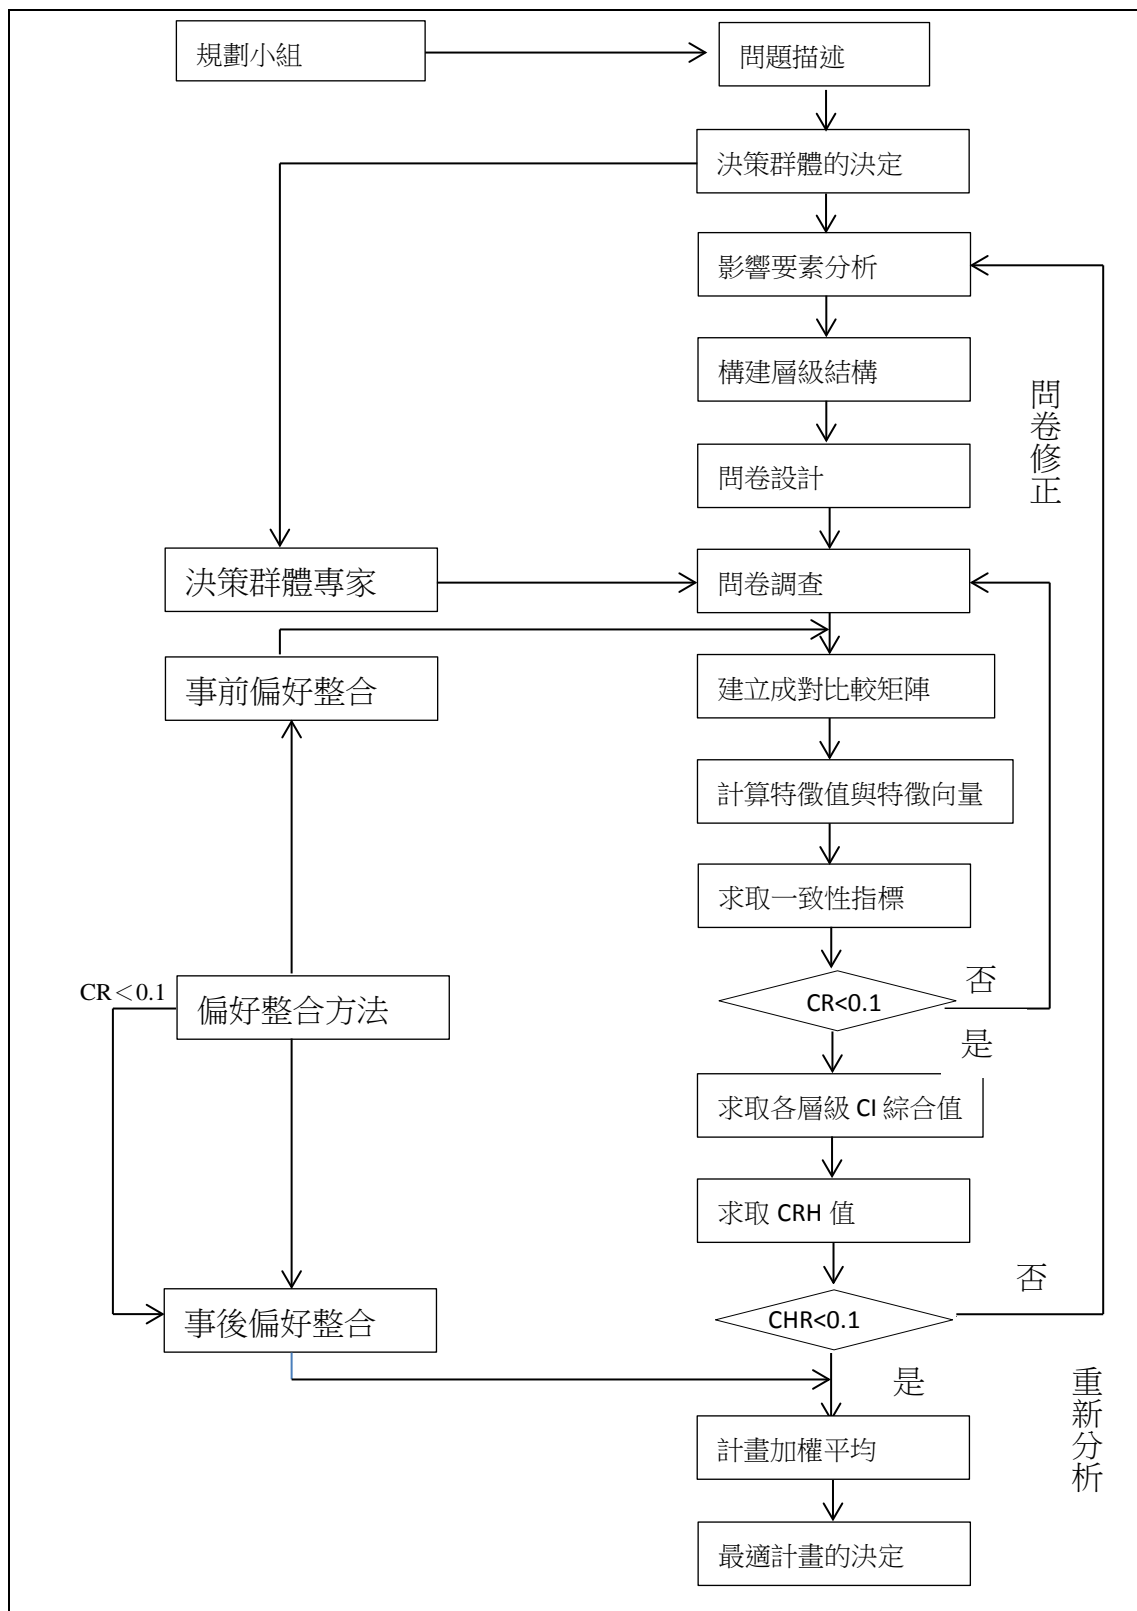 規劃小組
問題描述
決策群體的決定
影響要素分析
構建層級結構
問卷修正
問卷設計
決策群體專家
問卷調查
事前偏好整合
建立成對比較矩陣
計算特徵值與特徵向量
求取一致性指標
CR＜0.1
偏好整合方法
CR<0.1
否
是
求取各層級 CI 綜合值
求取 CRH 值
否
事後偏好整合
CHR<0.1
是
重新分析
計畫加權平均
最適計畫的決定